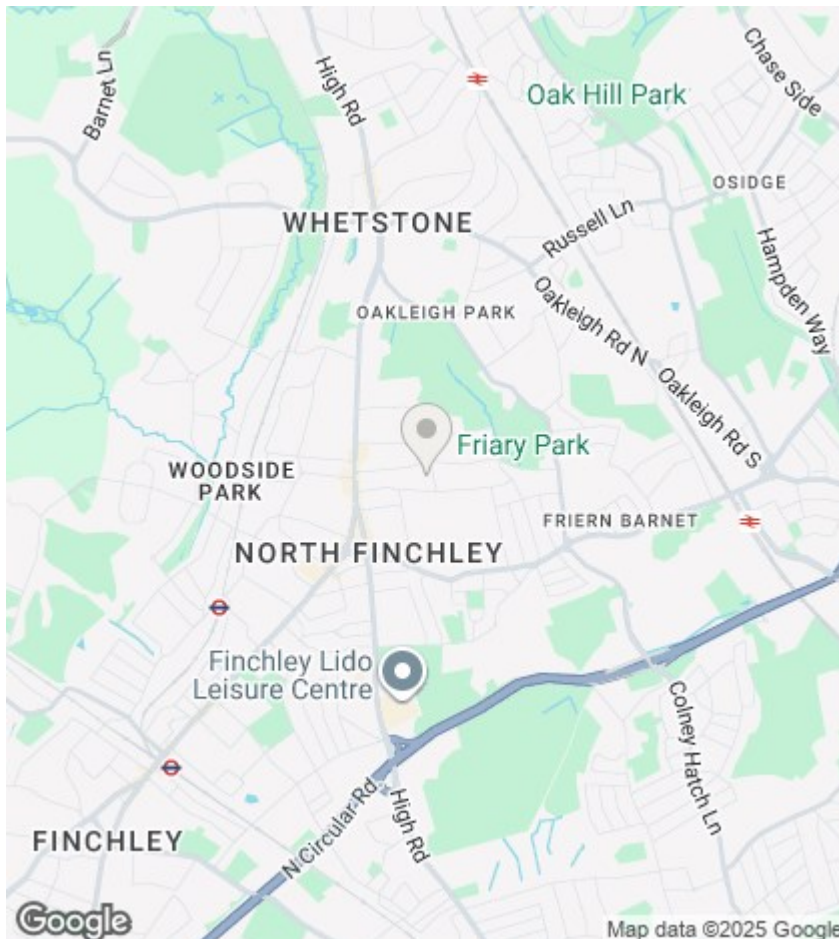 Barnet Ln
High Rd
Oak Hill Park
Chase Side
OSIDGE
WHETSTONE
Russell Ln
Hampden Way
OAKLEIGH PARK
Oakleigh Rd N
Oakleigh Rd S
Friary Park
WOODSIDE
PARK
FRIERN BARNET
NORTH FINCHLEY
Finchley Lido
Leisure Centre
Colney Hatch Ln
N Circular Rd
High Rd
FINCHLEY
Google
Map data ©2025 Google